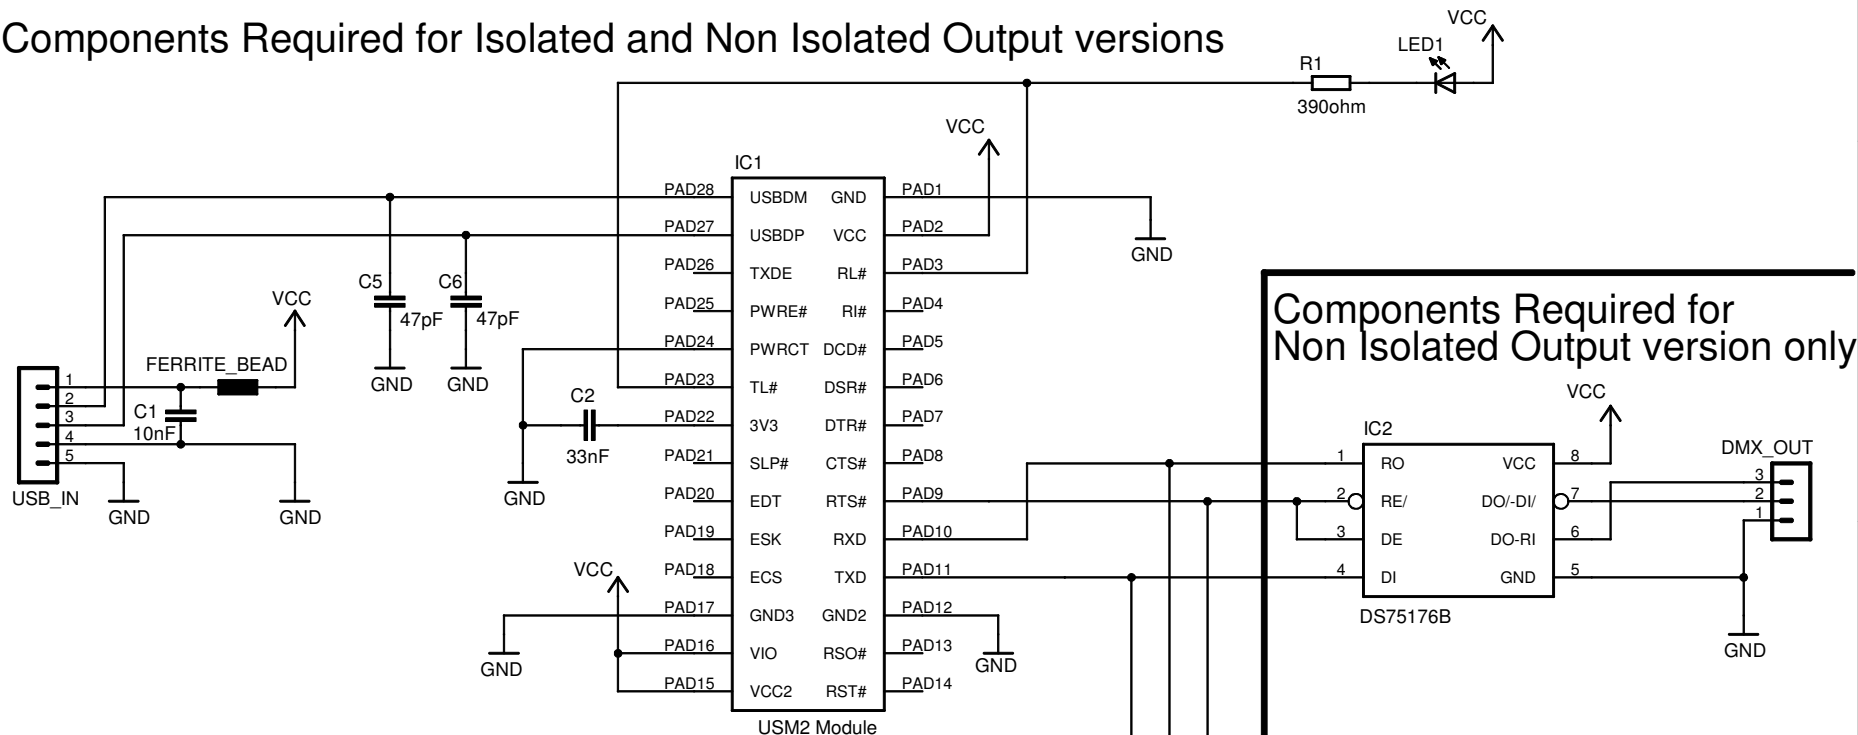 Components Required for Isolated and Non Isolated Output versions
VCC
LED1
R1
390ohm
VCC
IC1
PAD28 USBDM GND PAD1
PAD27 USBDP VCC PAD2
GND
PAD26 TXDE RL# PAD3
PAD25 PWRE# RI# PAD4
PAD24 PWRCT DCD# PAD5
PAD23 TL# DSR# PAD6
PAD22 3V3 DTR# PAD7
PAD21 SLP# CTS# PAD8
PAD20 EDT RTS# PAD9
PAD19 ESK RXD PAD10
PAD18 ECS TXD PAD11
PAD17 GND3 GND2 PAD12
PAD16 VIO RSO# PAD13
PAD15 VCC2 RST# PAD14
USM2 Module
C5
47pF
GND
C6
47pF
GND
VCC
FERRITE_BEAD
1
2
3
4
5
C1
10nF
USB_IN
GND
GND
C2
33nF
GND
VCC
GND
GND
Components Required for
Non Isolated Output version only
VCC
IC2
1 RO VCC 8
2 RE/ DO/-DI/ 7
3 DE DO-RI 6
4 DI GND 5
DS75176B
DMX_OUT
3
2
1
GND